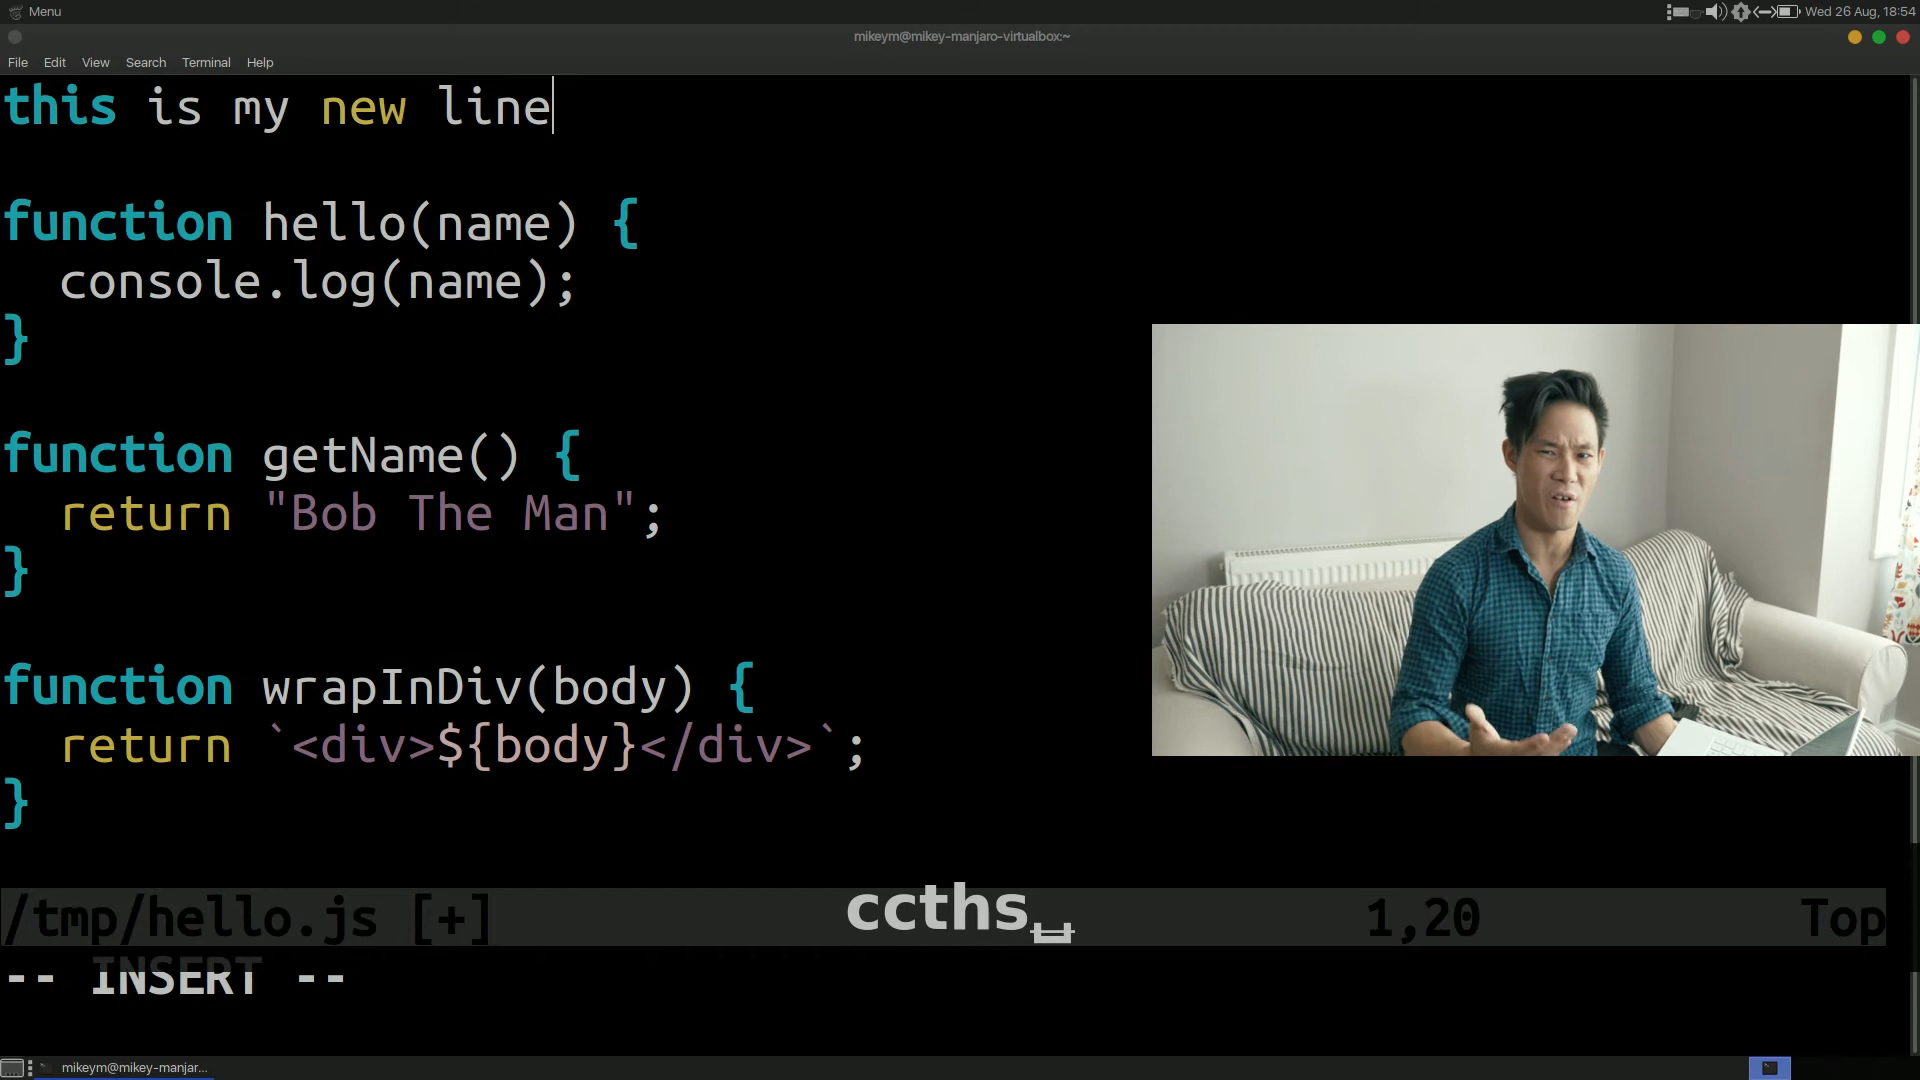 Menu
Wed 26 Aug, 18:54
mikeym@mikey-manjaro-virtualbox:~
File Edit View Search Terminal Help
this is my new line
function hello(name) {
  console.log(name);
}
function getName() {
  return "Bob The Man";
}
function wrapInDiv(body) {
  return `<div>${body}</div>`;
}
/tmp/hello.js [+]
ccths␣
1,20
Top
-- INSERT --
mikeym@mikey-manjar...